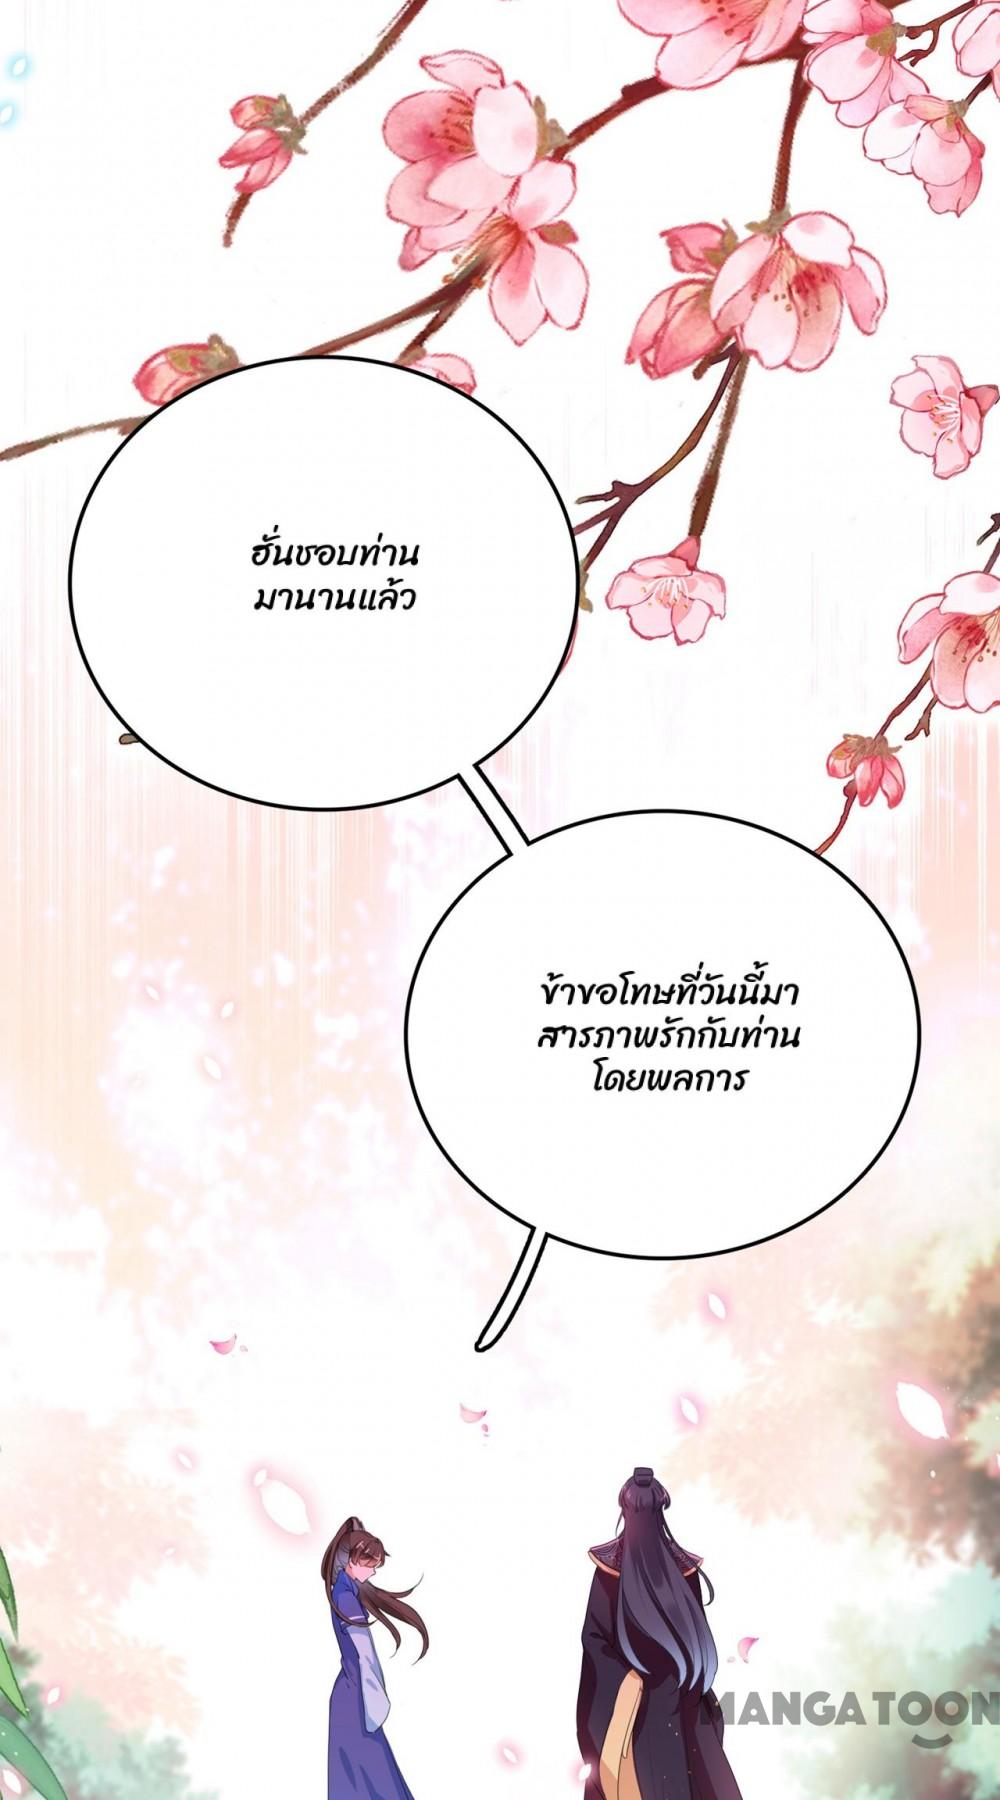 ฮั่นชอบท่าน
มานานแล้ว
ข้าขอโทษที่วันนี้มา
สารภาพรักกับท่าน
โดยพลการ
MANGATOON